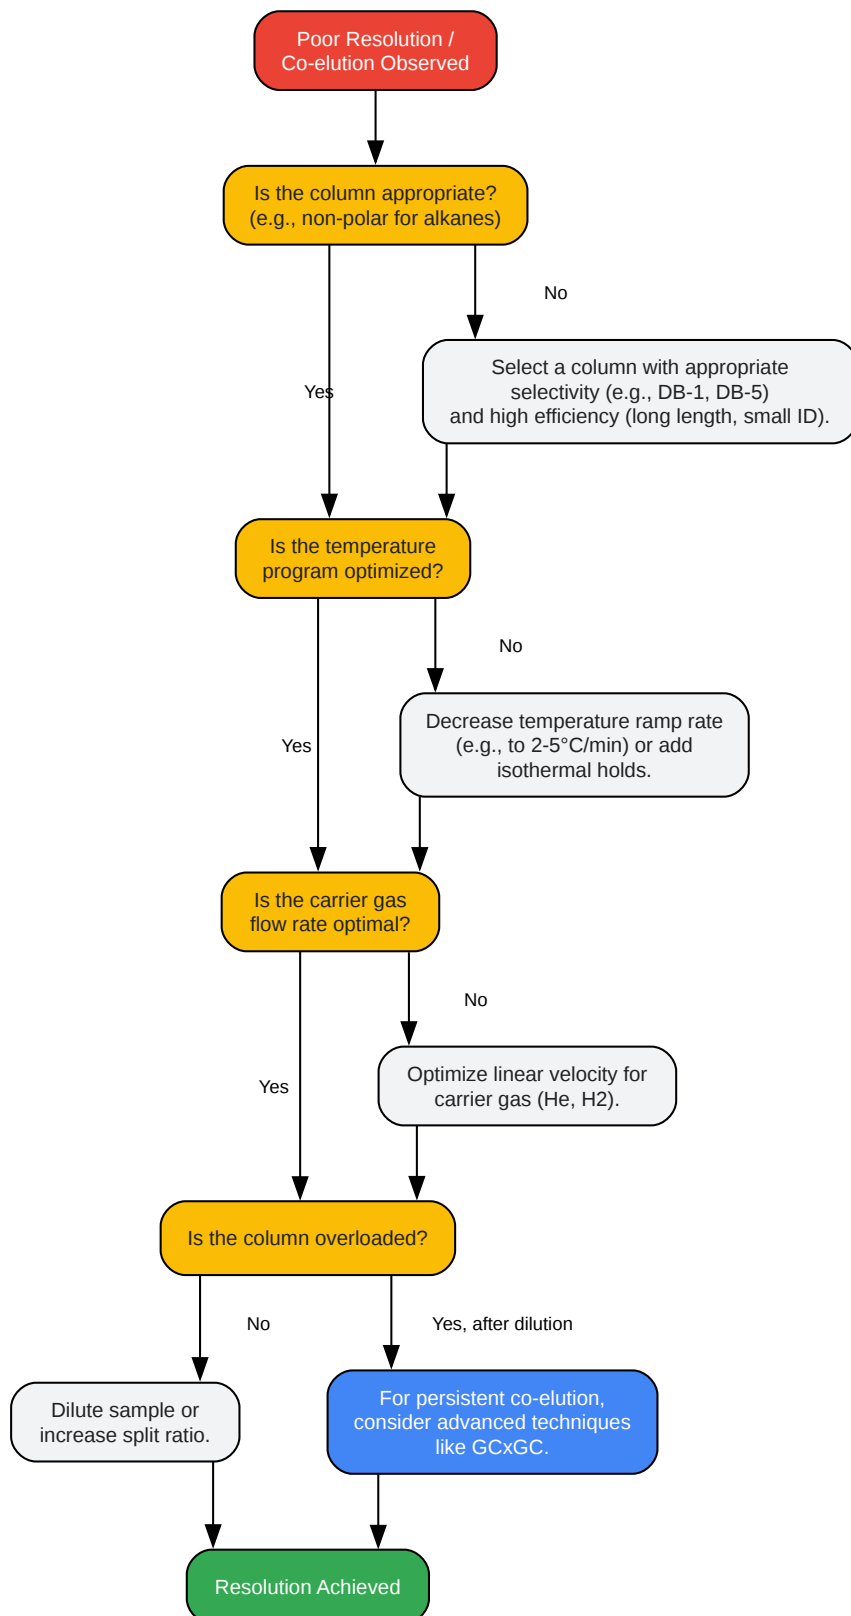 Poor Resolution /
Co-elution Observed
Is the column appropriate?
(e.g., non-polar for alkanes)
No
Select a column with appropriate
selectivity (e.g., DB-1, DB-5)
and high efficiency (long length, small ID).
Yes
Is the temperature
program optimized?
No
Decrease temperature ramp rate
(e.g., to 2-5°C/min) or add
isothermal holds.
Yes
Is the carrier gas
flow rate optimal?
No
Optimize linear velocity for
carrier gas (He, H2).
Yes
Is the column overloaded?
No
Yes, after dilution
Dilute sample or
increase split ratio.
For persistent co-elution,
consider advanced techniques
like GCxGC.
Resolution Achieved